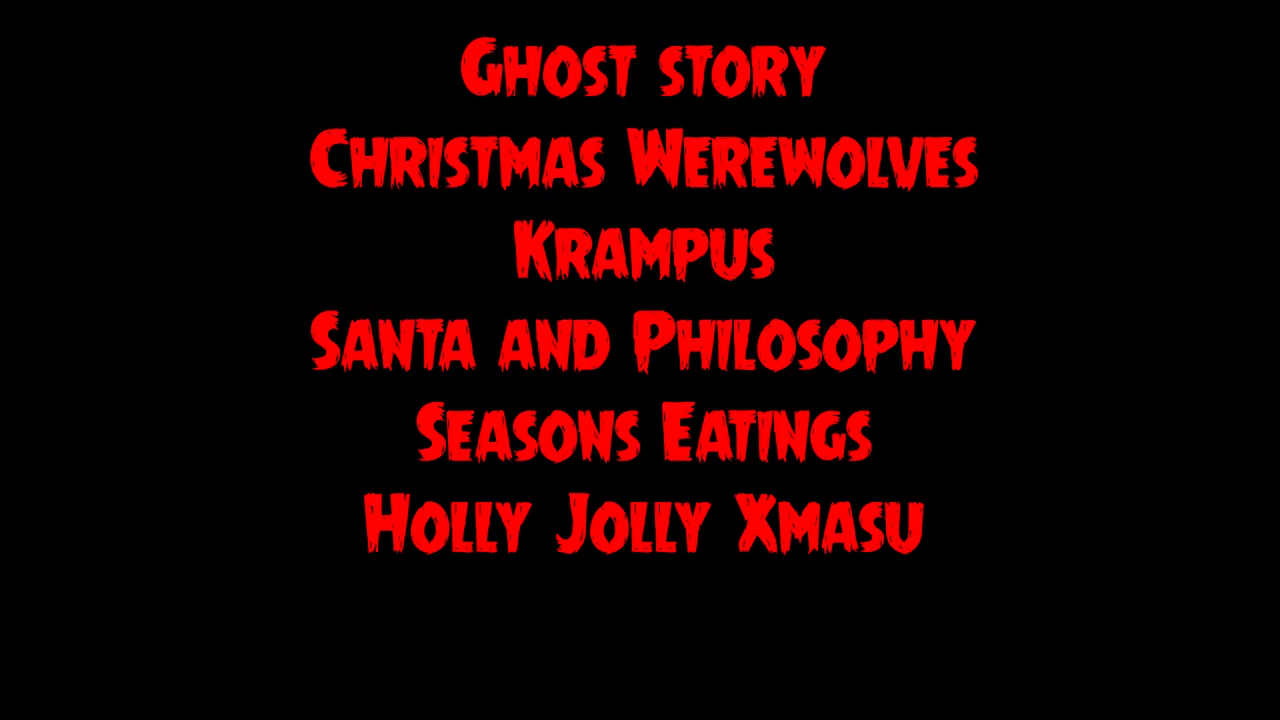 Ghost story
Christmas Werewolves
Krampus
Santa and Philosophy
Seasons Eatings
Holly Jolly Xmasu